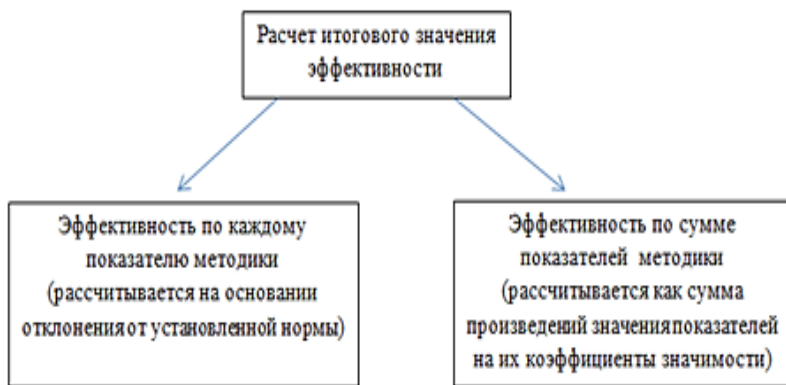 Расчет итогового значения
эффективности
Эффективность по каждому
показателю методики
(рассчитывается на основании
отклонения от установленной нормы)
Эффективность по сумме
показателей методики
(рассчитывается как сумма
произведений значения показателей
на их коэффициенты значимости)